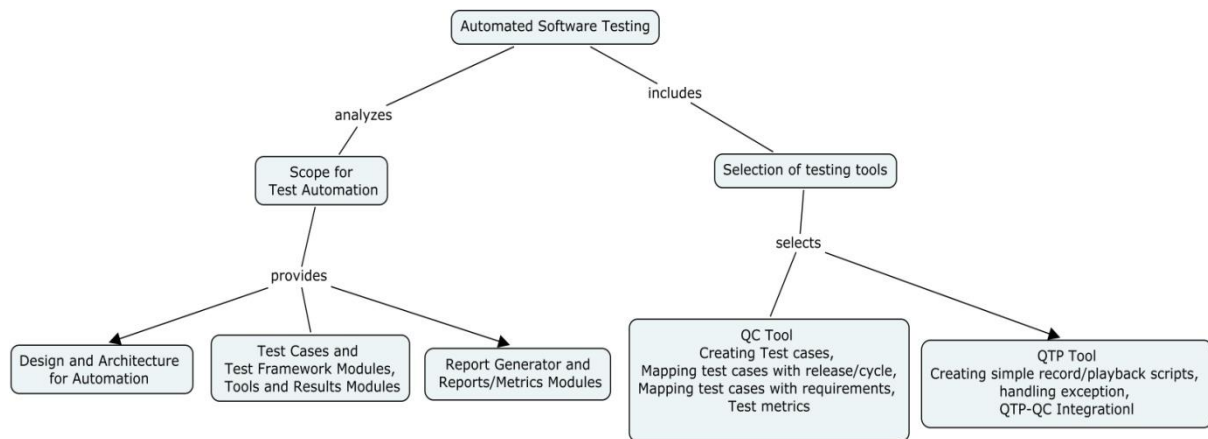 Automated Software Testing
analyzes
includes
Scope for
Test Automation
Selection of testing tools
provides
selects
Design and Architecture
for Automation
Test Cases and
Test Framework Modules,
Tools and Results Modules
Report Generator and
Reports/Metrics Modules
QC Tool
Creating Test cases,
Mapping test cases with release/cycle,
Mapping test cases with requirements,
Test metrics
QTP Tool
Creating simple record/playback scripts,
handling exception,
QTP-QC Integrationl